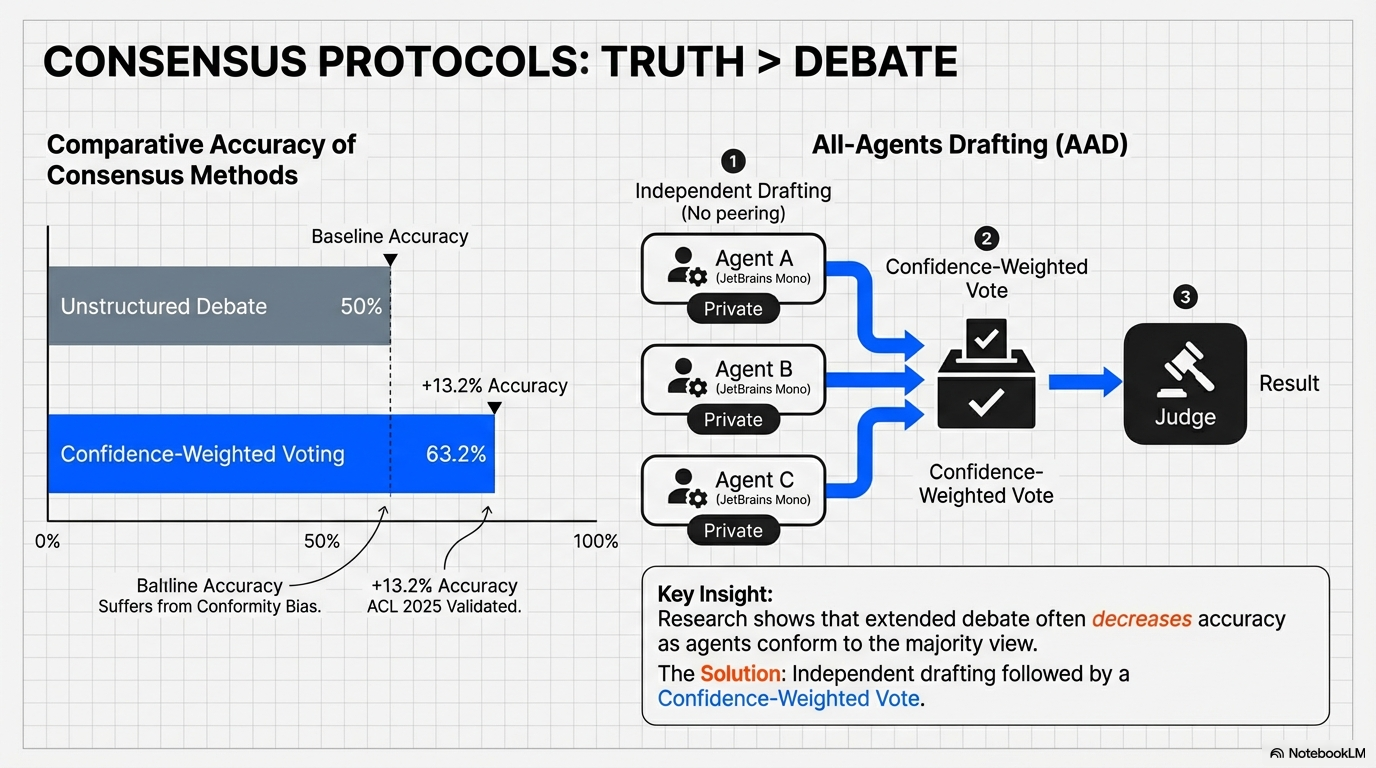 CONSENSUS PROTOCOLS: TRUTH > DEBATE
Comparative Accuracy of
Consensus Methods
Baseline Accuracy
Unstructured Debate 50%
+13.2% Accuracy
Confidence-Weighted Voting 63.2%
0% 50% 100%
Baltline Accuracy
Suffers from Conformity Bias.
+13.2% Accuracy
ACL 2025 Validated.
All-Agents Drafting (AAD)
1
Independent Drafting
(No peering)
Agent A
(JetBrains Mono)
Private
Agent B
(JetBrains Mono)
Private
Agent C
(JetBrains Mono)
Private
2
Confidence-Weighted
Vote
Confidence-
Weighted Vote
3
Judge
Result
Key Insight:
Research shows that extended debate often decreases accuracy
as agents conform to the majority view.
The Solution: Independent drafting followed by a
Confidence-Weighted Vote.
NotebookLM